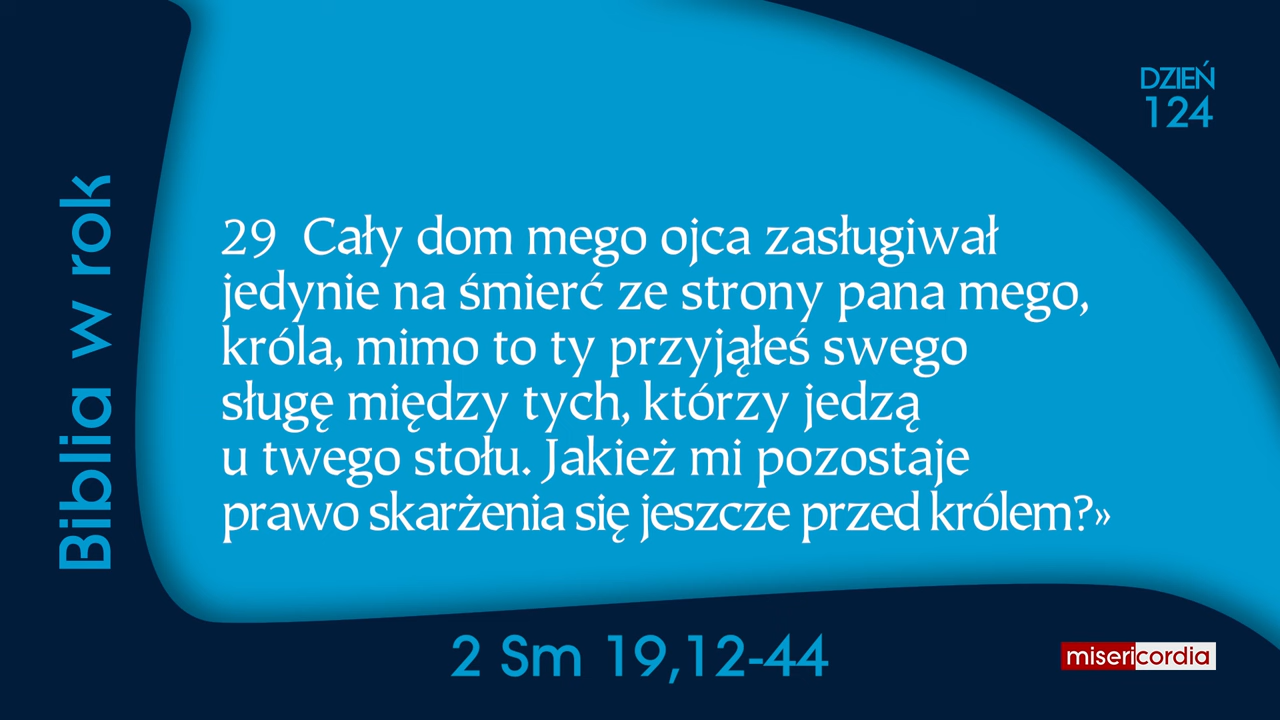 DZIEŃ
124
Biblia w rok
29 Cały dom mego ojca zasługiwał
jedynie na śmierć ze strony pana mego,
króla, mimo to ty przyjąłeś swego
sługę między tych, którzy jedzą
u twego stołu. Jakież mi pozostaje
prawo skarżenia się jeszcze przed królem?»
2 Sm 19,12-44
misericordia